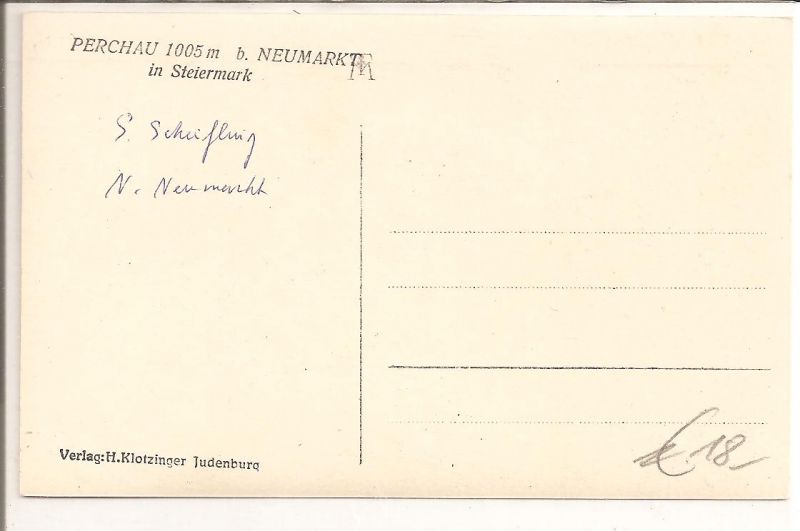 PERCHAU 1005 m b. NEUMARKT
in Steiermark
S. Scheifling
N. Neumarkt
Verlag: H. Klotzinger Judenburg
€ 18-